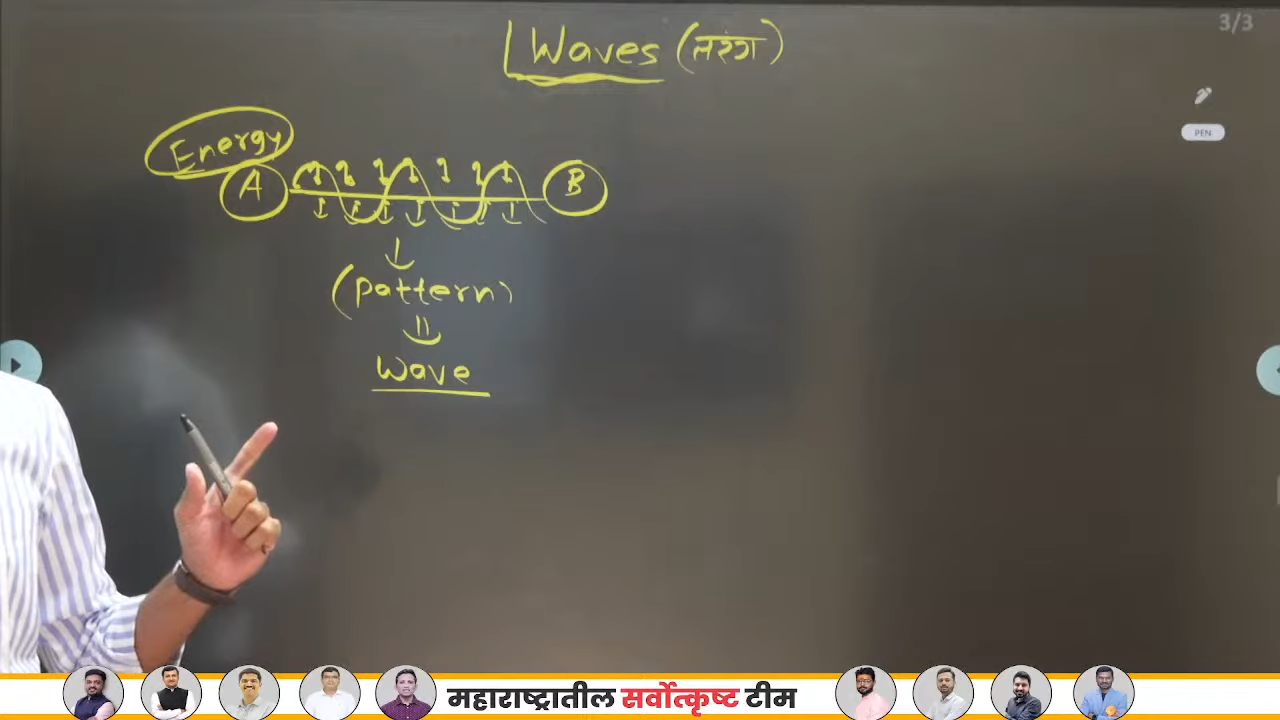 3/3
Waves (तरंग)
PEN
Energy
A B
(Pattern)
Wave
महाराष्ट्रातील सर्वोत्कृष्ट टीम